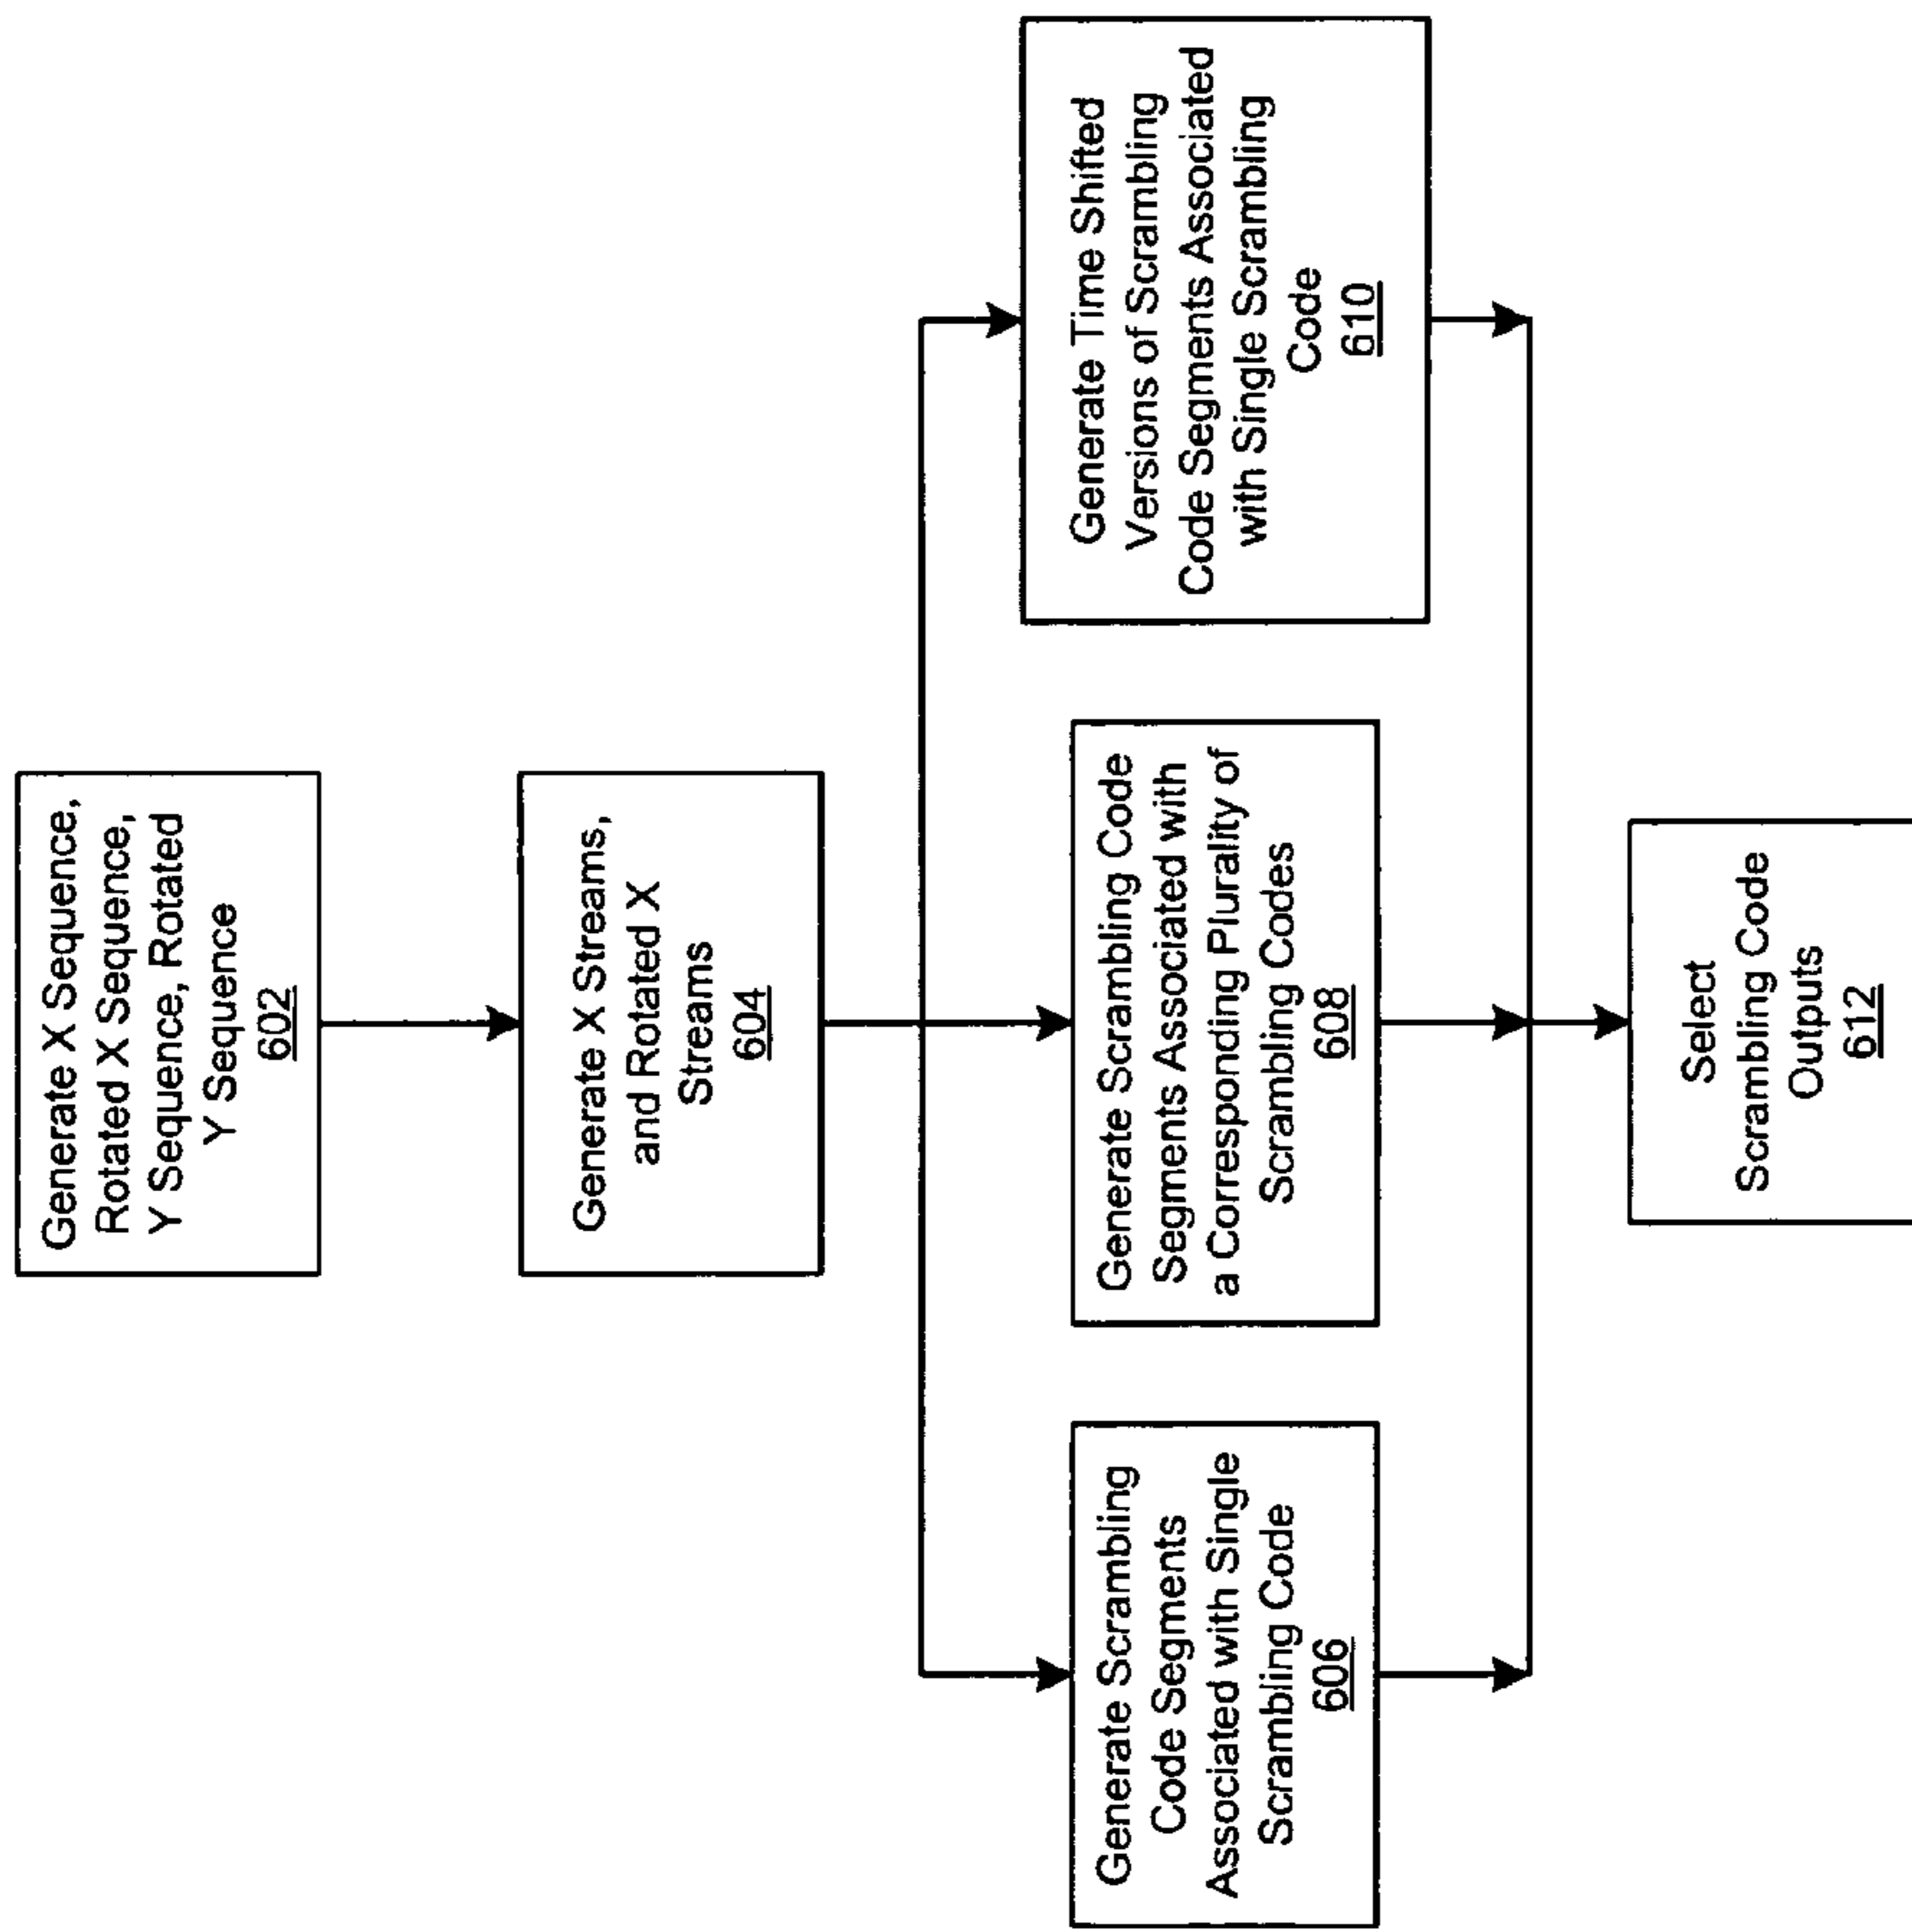 Generate X Sequence,
Rotated X Sequence,
Y Sequence, Rotated
Y Sequence
602
Generate X Streams,
and Rotated X
Streams
604
Generate Scrambling
Code Segments
Associated with Single
Scrambling Code
606
Generate Scrambling Code
Segments Associated with
a Corresponding Plurality of
Scrambling Codes
608
Generate Time Shifted
Versions of Scrambling
Code Segments Associated
with Single Scrambling
Code
610
Select
Scrambling Code
Outputs
612